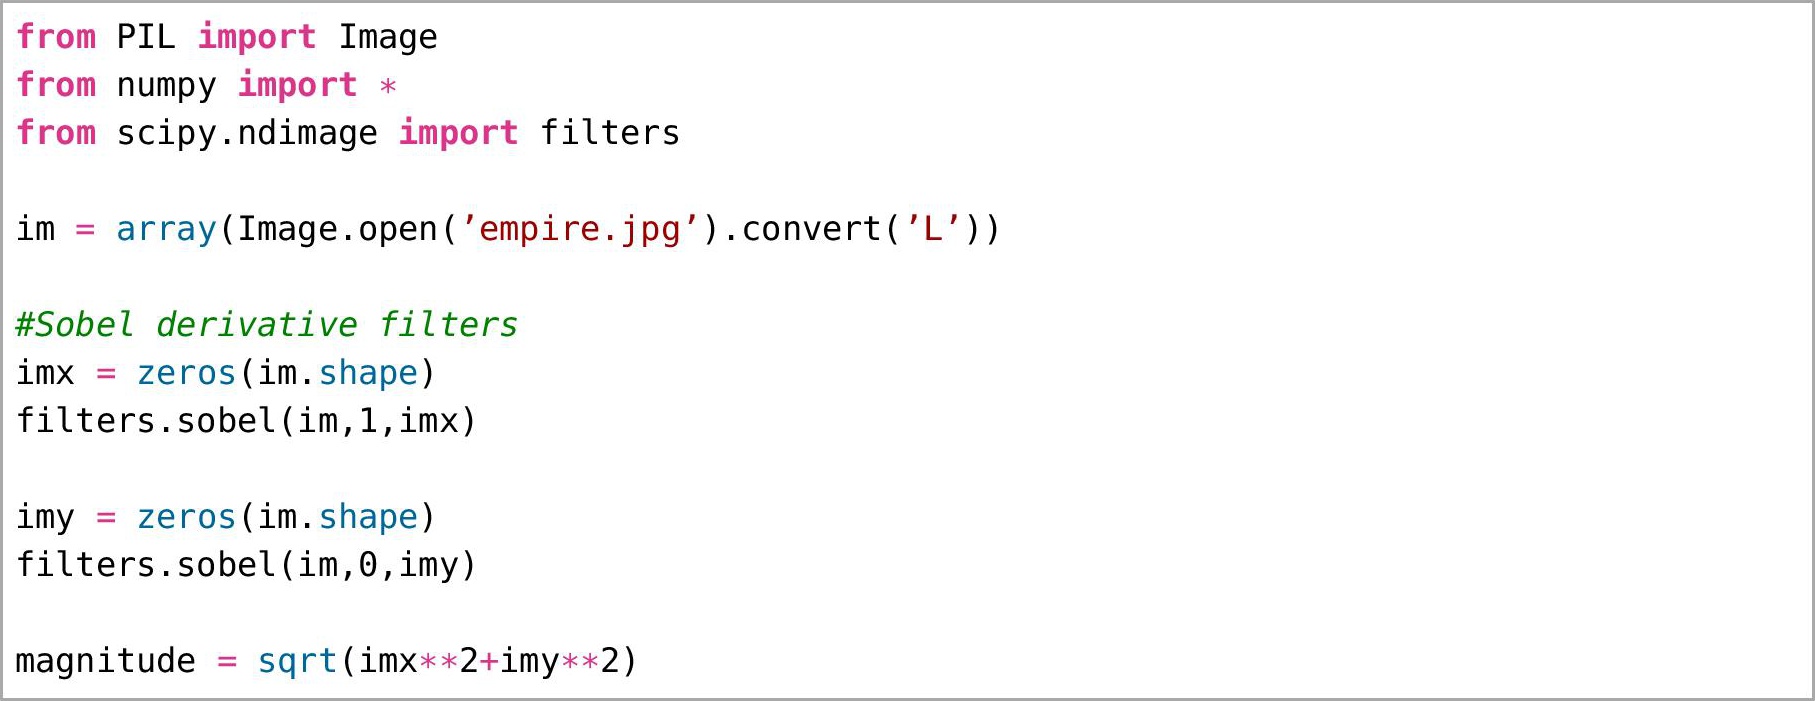 from PIL import Image
from numpy import *
from scipy.ndimage import filters
im = array(Image.open(’empire.jpg’).convert(’L’))
#Sobel derivative filters
imx = zeros(im.shape)
filters.sobel(im,1,imx)
imy = zeros(im.shape)
filters.sobel(im,0,imy)
magnitude = sqrt(imx**2+imy**2)